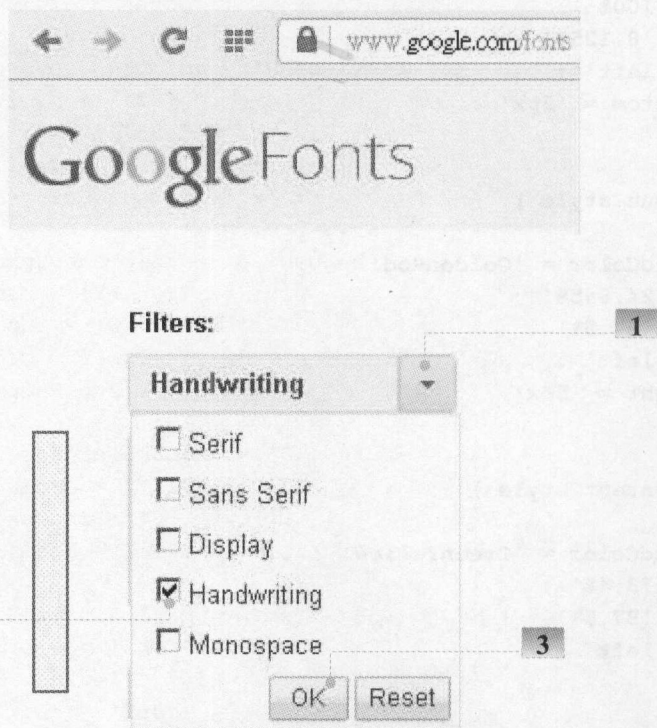 www.google.com/fonts
GoogleFonts
Filters:
1
Handwriting
Serif
Sans Serif
Display
Handwriting
Monospace
3
OK Reset